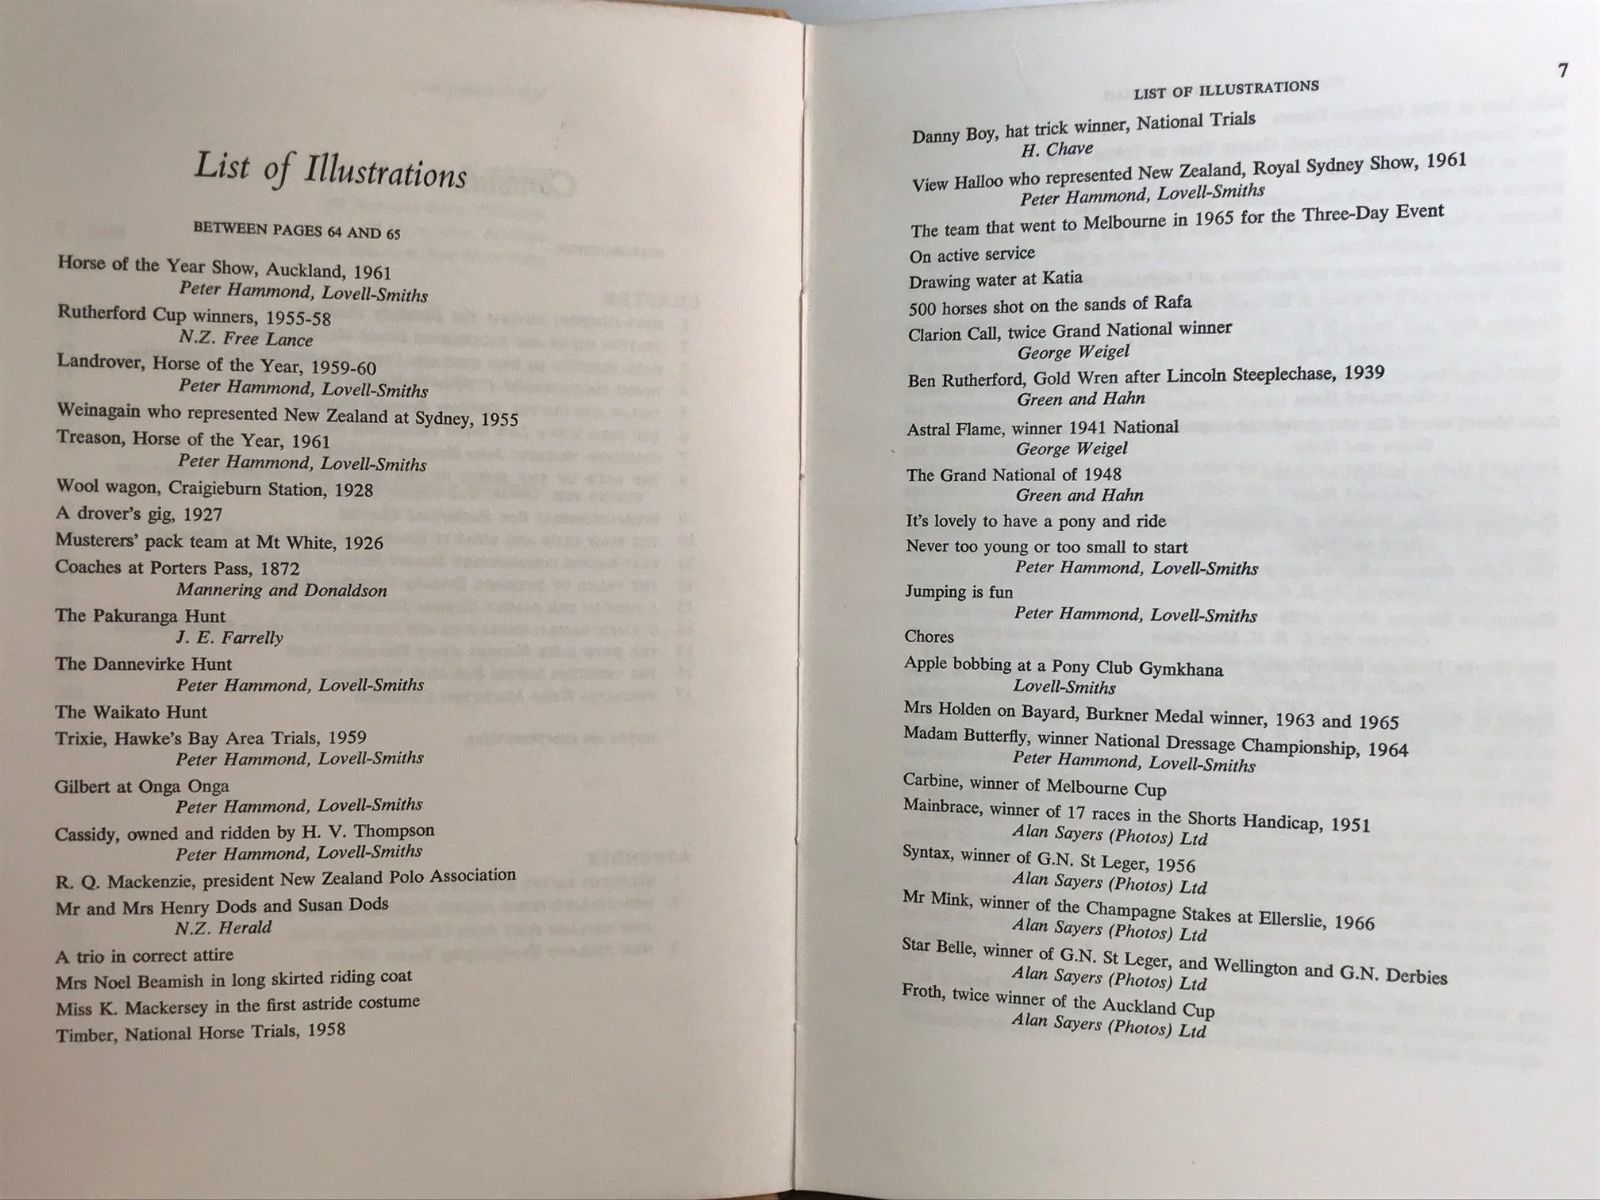 List of Illustrations
BETWEEN PAGES 64 AND 65
Horse of the Year Show, Auckland, 1961
Peter Hammond, Lovell-Smiths
Rutherford Cup winners, 1955-58
N.Z. Free Lance
Landrover, Horse of the Year, 1959-60
Peter Hammond, Lovell-Smiths
Weinagain who represented New Zealand at Sydney, 1955
Treason, Horse of the Year, 1961
Peter Hammond, Lovell-Smiths
Wool wagon, Craigieburn Station, 1928
A drover's gig, 1927
Musterers' pack team at Mt White, 1926
Coaches at Porters Pass, 1872
Mannering and Donaldson
The Pakuranga Hunt
J. E. Farrelly
The Dannevirke Hunt
Peter Hammond, Lovell-Smiths
The Waikato Hunt
Trixie, Hawke's Bay Area Trials, 1959
Peter Hammond, Lovell-Smiths
Gilbert at Onga Onga
Peter Hammond, Lovell-Smiths
Cassidy, owned and ridden by H. V. Thompson
Peter Hammond, Lovell-Smiths
R. Q. Mackenzie, president New Zealand Polo Association
Mr and Mrs Henry Dods and Susan Dods
N.Z. Herald
A trio in correct attire
Mrs Noel Beamish in long skirted riding coat
Miss K. Mackersey in the first astride costume
Timber, National Horse Trials, 1958
LIST OF ILLUSTRATIONS 7
Danny Boy, hat trick winner, National Trials
H. Chave
View Halloo who represented New Zealand, Royal Sydney Show, 1961
Peter Hammond, Lovell-Smiths
The team that went to Melbourne in 1965 for the Three-Day Event
On active service
Drawing water at Katia
500 horses shot on the sands of Rafa
Clarion Call, twice Grand National winner
George Weigel
Ben Rutherford, Gold Wren after Lincoln Steeplechase, 1939
Green and Hahn
Astral Flame, winner 1941 National
George Weigel
The Grand National of 1948
Green and Hahn
It's lovely to have a pony and ride
Never too young or too small to start
Peter Hammond, Lovell-Smiths
Jumping is fun
Peter Hammond, Lovell-Smiths
Chores
Apple bobbing at a Pony Club Gymkhana
Lovell-Smiths
Mrs Holden on Bayard, Burkner Medal winner, 1963 and 1965
Madam Butterfly, winner National Dressage Championship, 1964
Peter Hammond, Lovell-Smiths
Carbine, winner of Melbourne Cup
Mainbrace, winner of 17 races in the Shorts Handicap, 1951
Alan Sayers (Photos) Ltd
Syntax, winner of G.N. St Leger, 1956
Alan Sayers (Photos) Ltd
Mr Mink, winner of the Champagne Stakes at Ellerslie, 1966
Alan Sayers (Photos) Ltd
Star Belle, winner of G.N. St Leger, and Wellington and G.N. Derbies
Alan Sayers (Photos) Ltd
Froth, twice winner of the Auckland Cup
Alan Sayers (Photos) Ltd